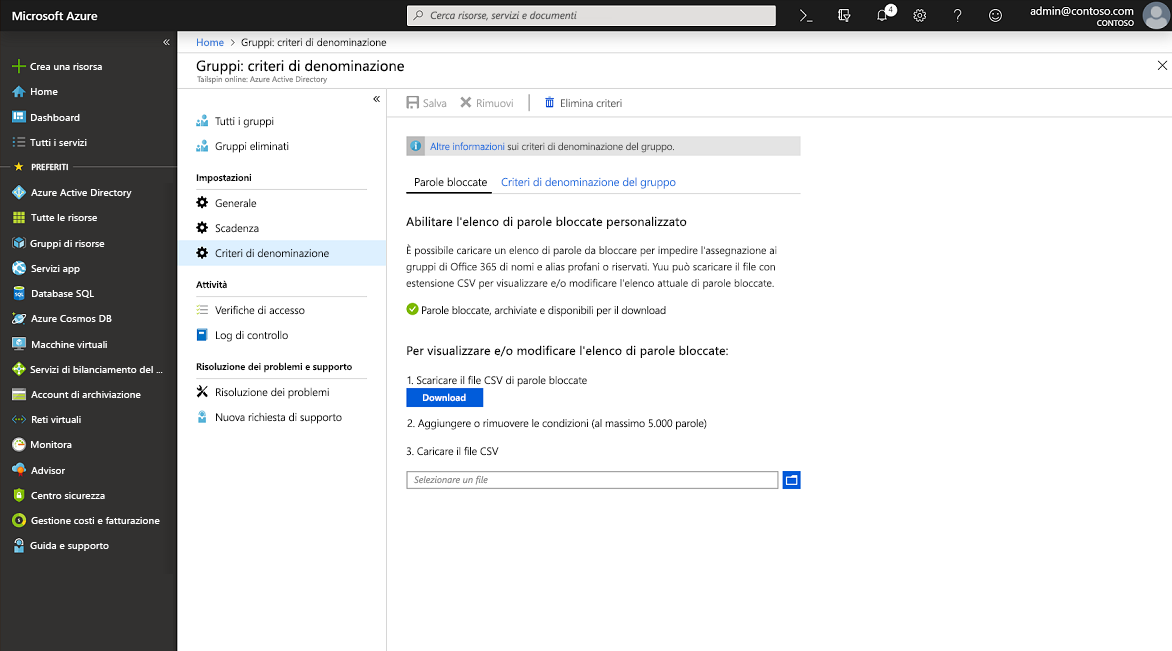 Microsoft Azure
Cerca risorse, servizi e documenti
4
admin@contoso.com
CONTOSO
«
Crea una risorsa
Home
Dashboard
Tutti i servizi
PREFERITI
Azure Active Directory
Tutte le risorse
Gruppi di risorse
Servizi app
Database SQL
Azure Cosmos DB
Macchine virtuali
Servizi di bilanciamento del ...
Account di archiviazione
Reti virtuali
Monitora
Advisor
Centro sicurezza
Gestione costi e fatturazione
Guida e supporto
Home > Gruppi: criteri di denominazione
Gruppi: criteri di denominazione
Tailspin online: Azure Active Directory
«
Tutti i gruppi
Gruppi eliminati
Impostazioni
Generale
Scadenza
Criteri di denominazione
Attività
Verifiche di accesso
Log di controllo
Risoluzione dei problemi e supporto
Risoluzione dei problemi
Nuova richiesta di supporto
Salva Rimuovi Elimina criteri
Altre informazioni sui criteri di denominazione del gruppo.
Parole bloccate Criteri di denominazione del gruppo
Abilitare l'elenco di parole bloccate personalizzato
È possibile caricare un elenco di parole da bloccare per impedire l'assegnazione ai
gruppi di Office 365 di nomi e alias profani o riservati. Yuu può scaricare il file con
estensione CSV per visualizzare e/o modificare l'elenco attuale di parole bloccate.
Parole bloccate, archiviate e disponibili per il download
Per visualizzare e/o modificare l'elenco di parole bloccate:
1. Scaricare il file CSV di parole bloccate
Download
2. Aggiungere o rimuovere le condizioni (al massimo 5.000 parole)
3. Caricare il file CSV
Selezionare un file